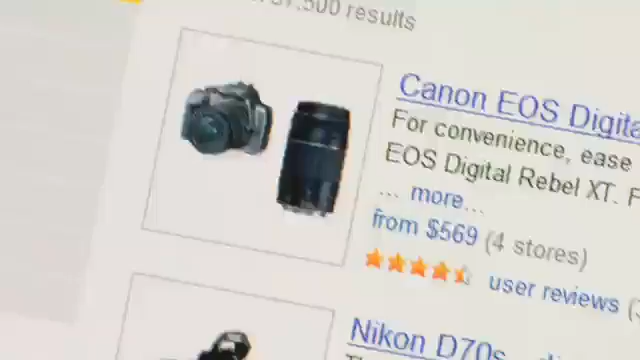 500 results
Canon EOS Digita
For convenience, ease
EOS Digital Rebel XT. F
... more...
from $569 (4 stores)
user reviews (
Nikon D70s